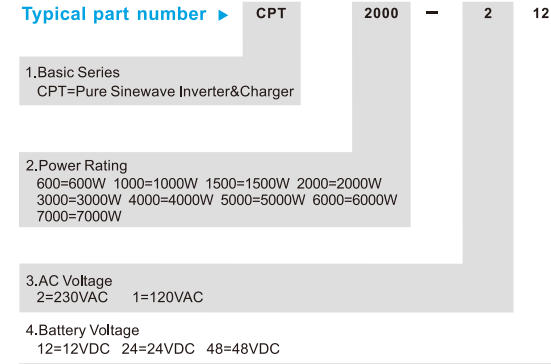 Typical part number ▶ CPT 2000 – 2 12
1.Basic Series
CPT=Pure Sinewave Inverter&Charger
2.Power Rating
600=600W 1000=1000W 1500=1500W 2000=2000W
3000=3000W 4000=4000W 5000=5000W 6000=6000W
7000=7000W
3.AC Voltage
2=230VAC 1=120VAC
4.Battery Voltage
12=12VDC 24=24VDC 48=48VDC